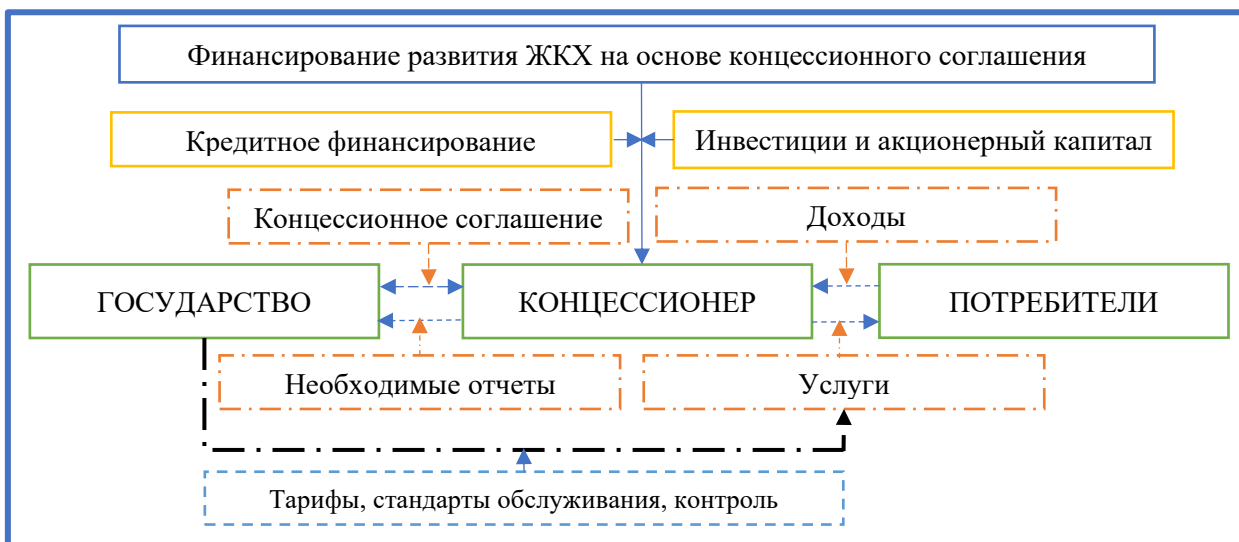 Финансирование развития ЖКХ на основе концессионного соглашения
Кредитное финансирование
Инвестиции и акционерный капитал
Концессионное соглашение
Доходы
ГОСУДАРСТВО
КОНЦЕССИОНЕР
ПОТРЕБИТЕЛИ
Необходимые отчеты
Услуги
Тарифы, стандарты обслуживания, контроль